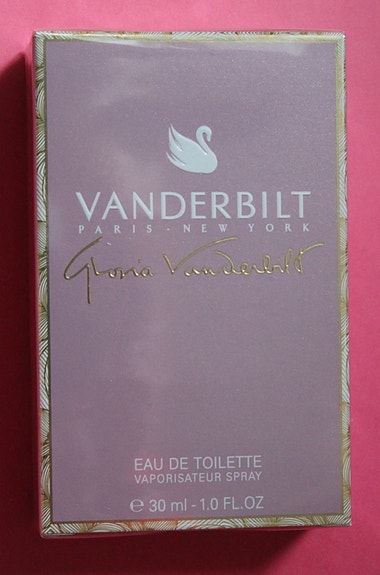 VANDERBILT
PARIS - NEW YORK
Gloria Vanderbilt
EAU DE TOILETTE
VAPORISATEUR SPRAY
℮ 30 ml - 1.0 FL.OZ